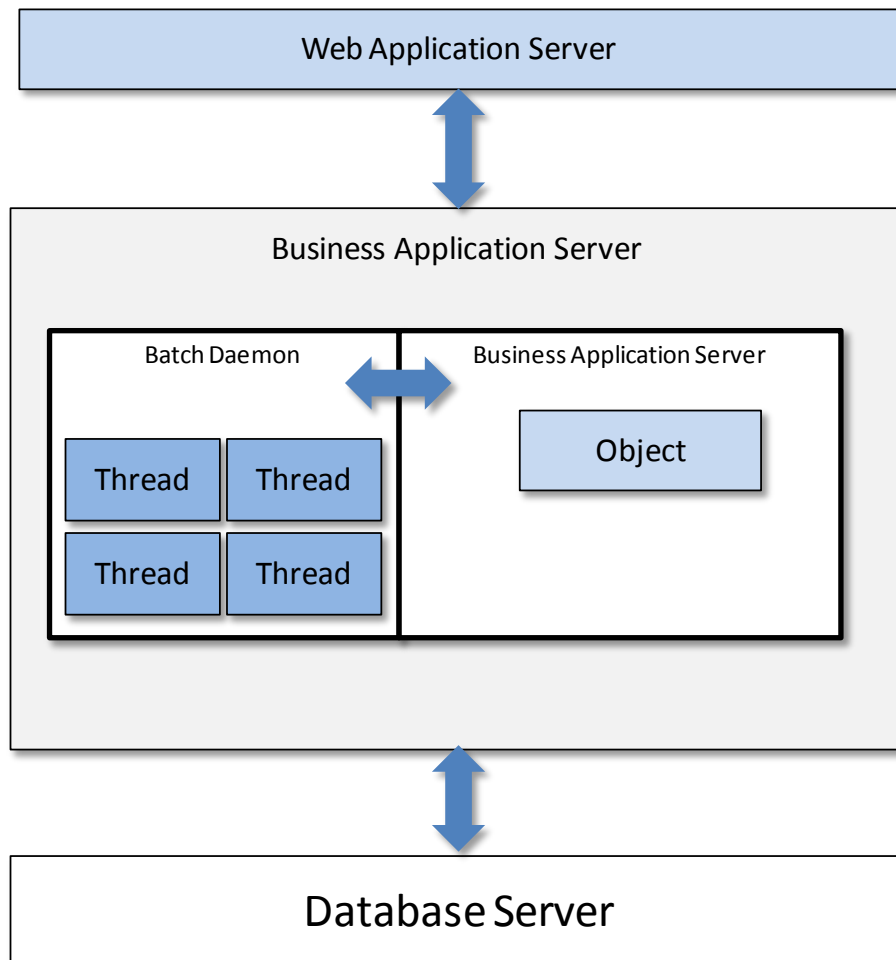 Web Application Server
Business Application Server
Batch Daemon
Business Application Server
Object
Thread
Thread
Thread
Thread
Database Server